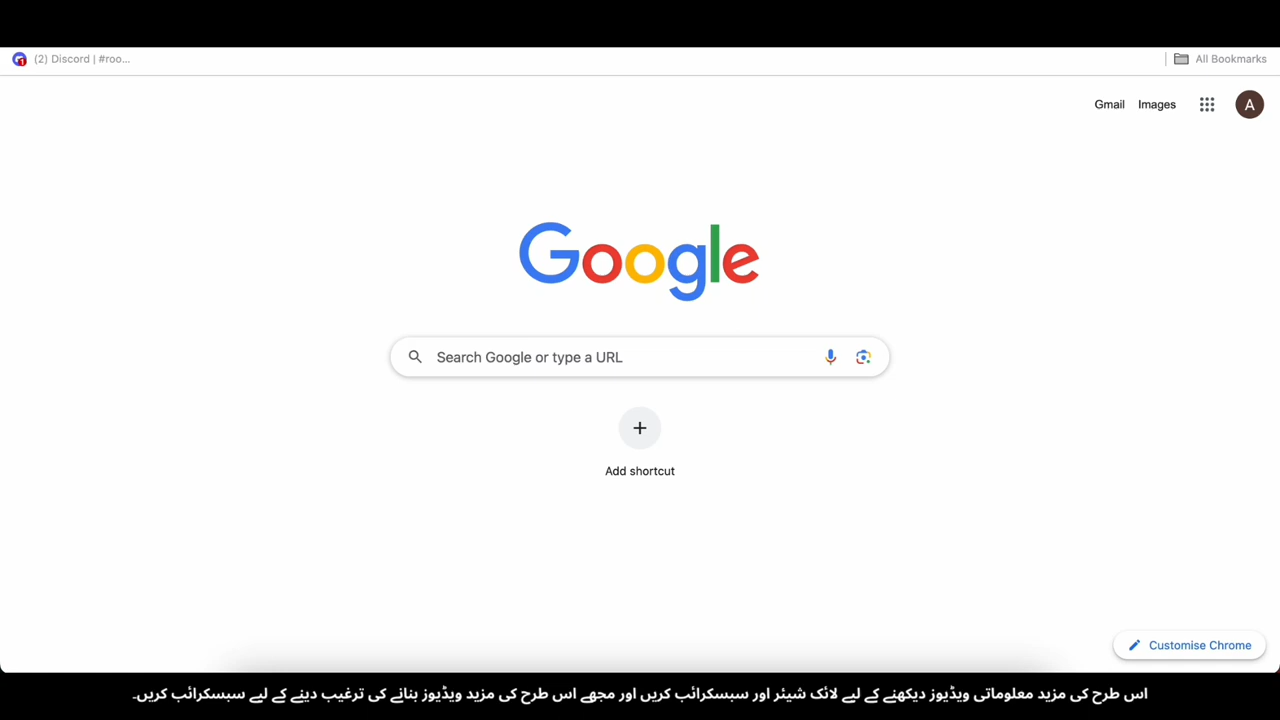 (2) Discord | #roo...
All Bookmarks
Gmail Images
A
Google
Search Google or type a URL
Add shortcut
Customise Chrome
اس طرح کی مزید معلوماتی ویڈیوز دیکھنے کے لیے لائک شیئر اور سبسکرائب کریں اور مجھے اس طرح کی مزید ویڈیوز بنانے کی ترغیب دینے کے لیے سبسکرائب کریں۔